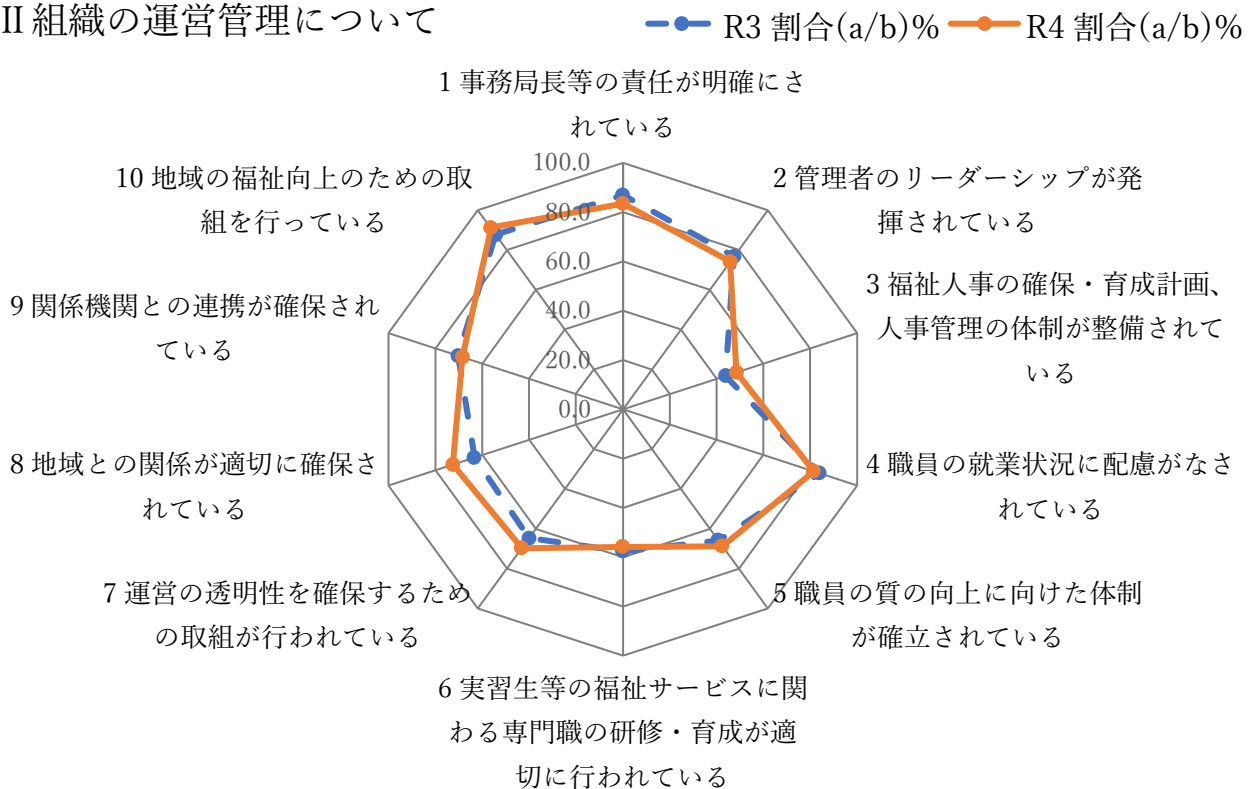 Ⅱ組織の運営管理について
R3 割合(a/b)%
R4 割合(a/b)%
1 事務局長等の責任が明確にさ
れている
2 管理者のリーダーシップが発
揮されている
3 福祉人事の確保・育成計画、
人事管理の体制が整備されて
いる
4 職員の就業状況に配慮がなさ
れている
5 職員の質の向上に向けた体制
が確立されている
6 実習生等の福祉サービスに関
わる専門職の研修・育成が適
切に行われている
7 運営の透明性を確保するため
の取組が行われている
8 地域との関係が適切に確保さ
れている
9 関係機関との連携が確保され
ている
10 地域の福祉向上のための取
組を行っている
100.0
80.0
60.0
40.0
20.0
0.0